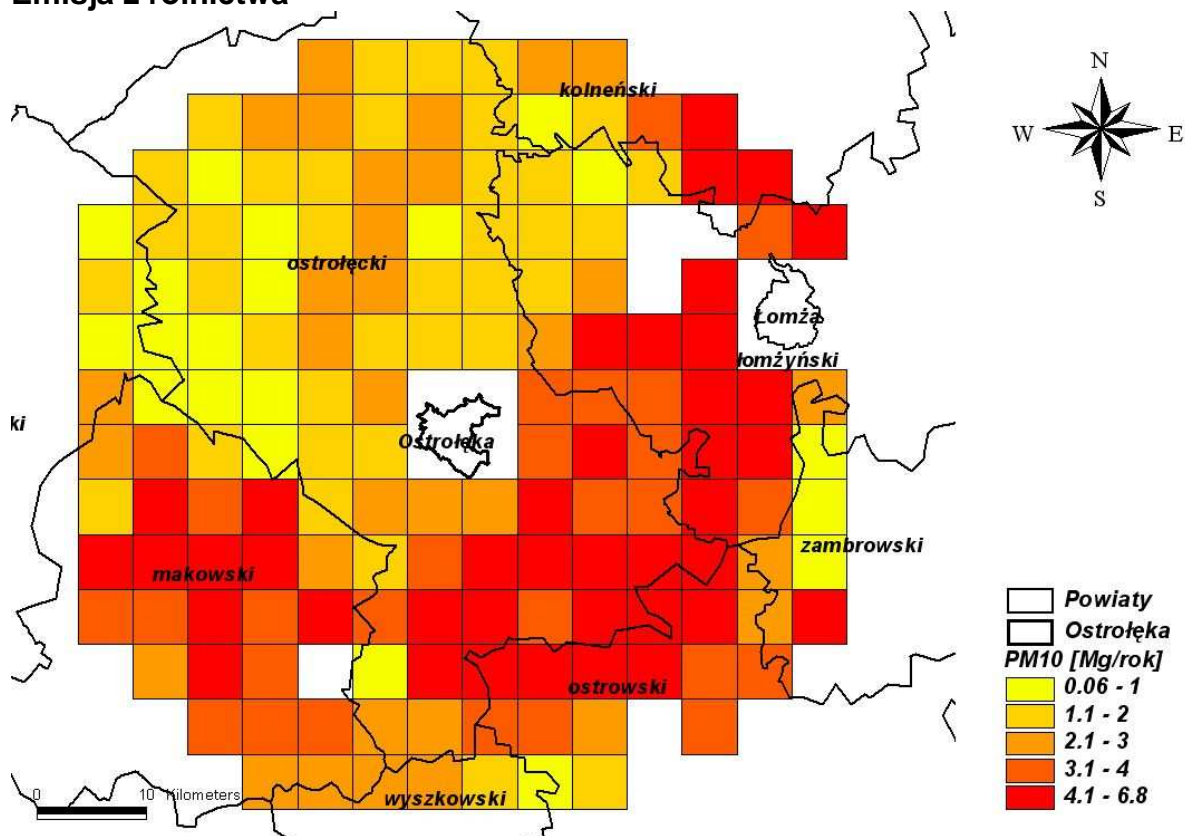 Emisja z rolnictwa
kolneński
N
W E
S
ostrołęcki
Łomża
łomżyński
ki
Ostrołęka
zambrowski
makowski
Powiaty
Ostrołęka
PM10 [Mg/rok]
ostrowski
0.06 - 1
1.1 - 2
2.1 - 3
3.1 - 4
4.1 - 6.8
0 10 Kilometers
wyszkowski